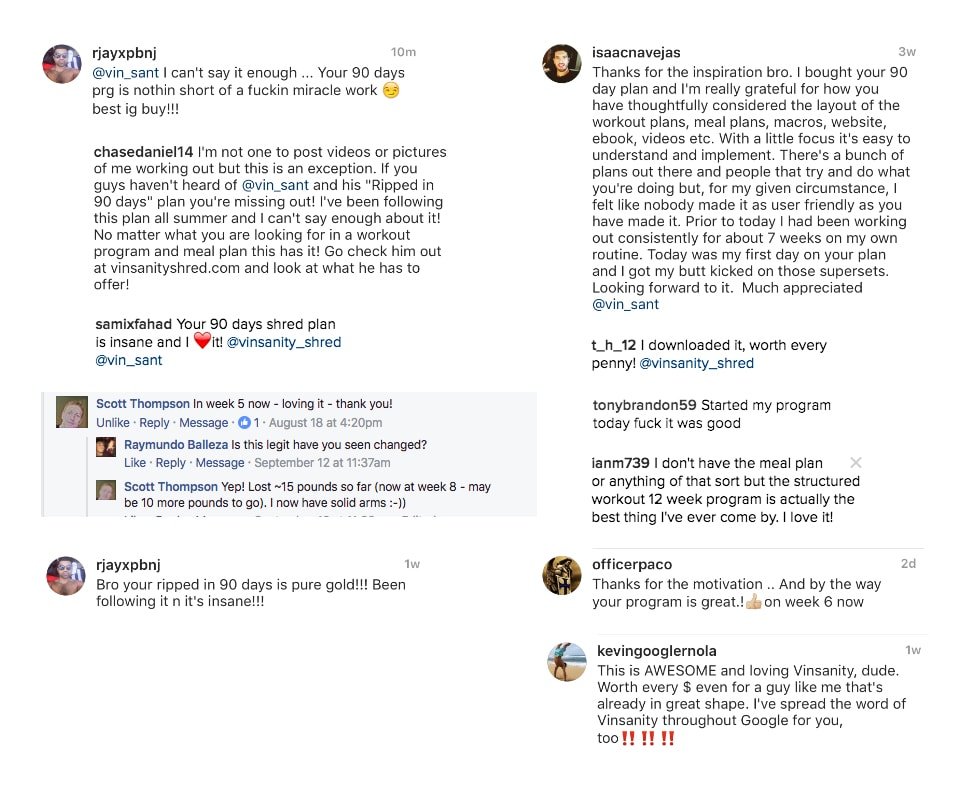 rjayxpbnj 10m
@vin_sant I can't say it enough ... Your 90 days
prg is nothin short of a fuckin miracle work 😏
best ig buy!!!
chasedaniel14 I'm not one to post videos or pictures
of me working out but this is an exception. If you
guys haven't heard of @vin_sant and his "Ripped in
90 days" plan you're missing out! I've been following
this plan all summer and I can't say enough about it!
No matter what you are looking for in a workout
program and meal plan this has it! Go check him out
at vinsanityshred.com and look at what he has to
offer!
samixfahad Your 90 days shred plan
is insane and I ❤️it! @vinsanity_shred
@vin_sant
Scott Thompson In week 5 now - loving it - thank you!
Unlike · Reply · Message · 1 · August 18 at 4:20pm
Raymundo Balleza Is this legit have you seen changed?
Like · Reply · Message · September 12 at 11:37am
Scott Thompson Yep! Lost ~15 pounds so far (now at week 8 - may
be 10 more pounds to go). I now have solid arms :-))
rjayxpbnj 1w
Bro your ripped in 90 days is pure gold!!! Been
following it n it's insane!!!
isaacnavejas 3w
Thanks for the inspiration bro. I bought your 90
day plan and I'm really grateful for how you
have thoughtfully considered the layout of the
workout plans, meal plans, macros, website,
ebook, videos etc. With a little focus it's easy to
understand and implement. There's a bunch of
plans out there and people that try and do what
you're doing but, for my given circumstance, I
felt like nobody made it as user friendly as you
have made it. Prior to today I had been working
out consistently for about 7 weeks on my own
routine. Today was my first day on your plan
and I got my butt kicked on those supersets.
Looking forward to it.  Much appreciated
@vin_sant
t_h_12 I downloaded it, worth every
penny! @vinsanity_shred
tonybrandon59 Started my program
today fuck it was good
ianm739 I don't have the meal plan
or anything of that sort but the structured
workout 12 week program is actually the
best thing I've ever come by. I love it!
officerpaco 2d
Thanks for the motivation .. And by the way
your program is great.!👍🏼on week 6 now
kevingooglernola 1w
This is AWESOME and loving Vinsanity, dude.
Worth every $ even for a guy like me that's
already in great shape. I've spread the word of
Vinsanity throughout Google for you,
too‼️ ‼️ ‼️